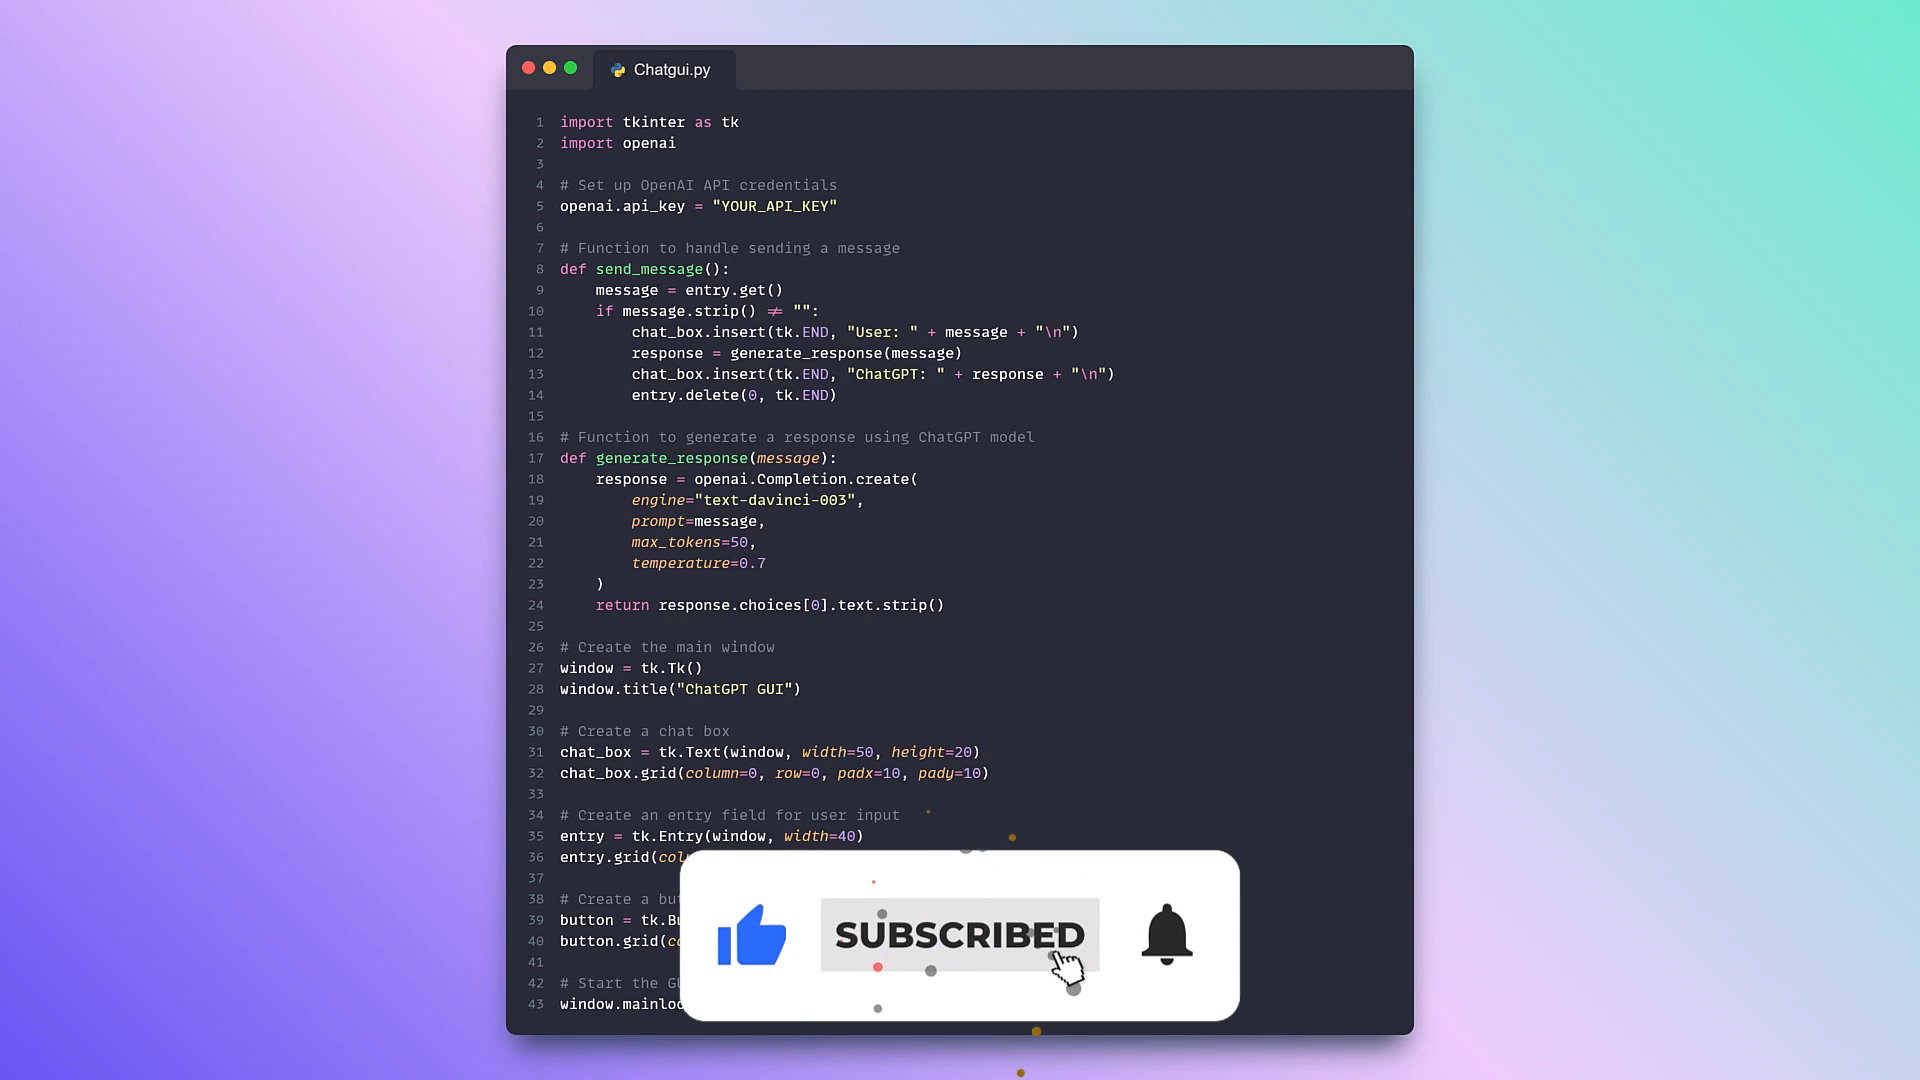 Chatgui.py
1 import tkinter as tk
2 import openai
3
4 # Set up OpenAI API credentials
5 openai.api_key = "YOUR_API_KEY"
6
7 # Function to handle sending a message
8 def send_message():
9     message = entry.get()
10     if message.strip() ≠ "":
11         chat_box.insert(tk.END, "User: " + message + "\n")
12         response = generate_response(message)
13         chat_box.insert(tk.END, "ChatGPT: " + response + "\n")
14         entry.delete(0, tk.END)
15
16 # Function to generate a response using ChatGPT model
17 def generate_response(message):
18     response = openai.Completion.create(
19         engine="text-davinci-003",
20         prompt=message,
21         max_tokens=50,
22         temperature=0.7
23     )
24     return response.choices[0].text.strip()
25
26 # Create the main window
27 window = tk.Tk()
28 window.title("ChatGPT GUI")
29
30 # Create a chat box
31 chat_box = tk.Text(window, width=50, height=20)
32 chat_box.grid(column=0, row=0, padx=10, pady=10)
33
34 # Create an entry field for user input
35 entry = tk.Entry(window, width=40)
36 entry.grid(
37
38 # Create a
39 button =
40 button.grid(
41
42 # Start the
43
SUBSCRIBED